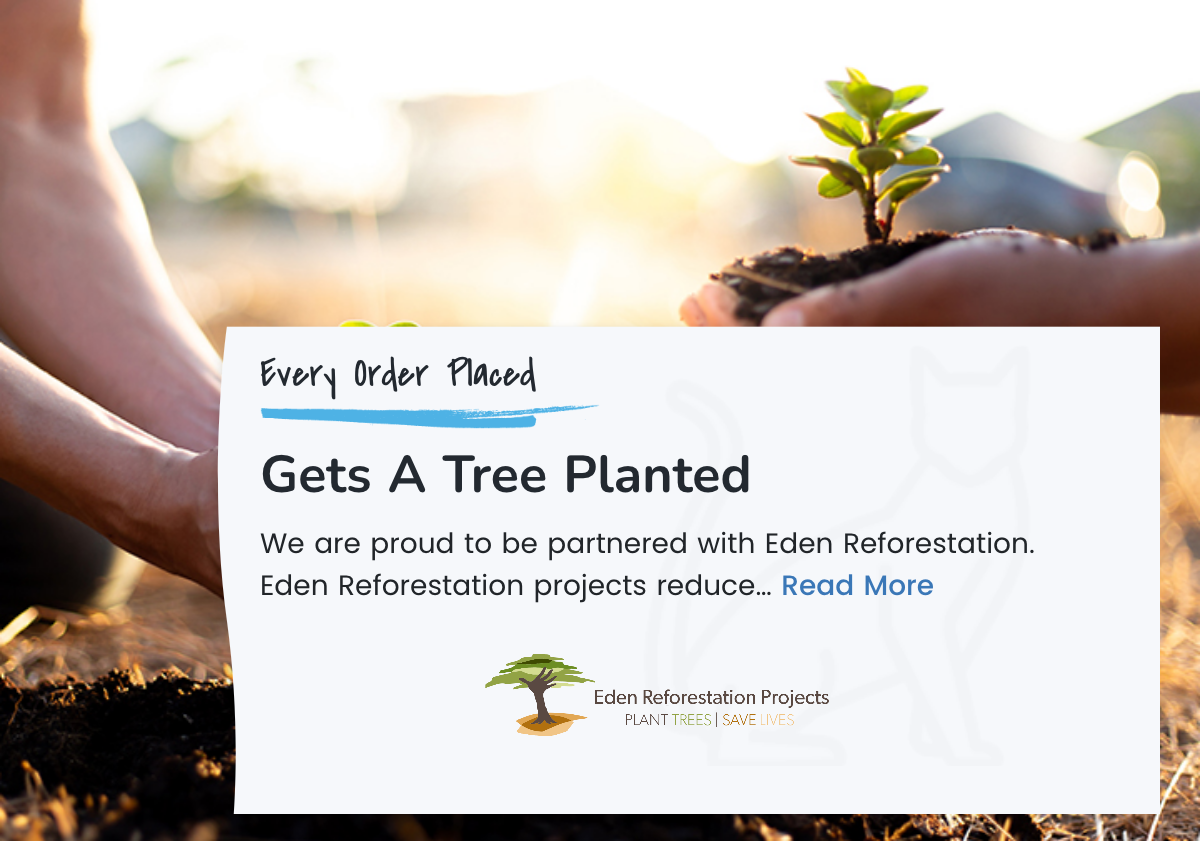 Every Order Placed
Gets A Tree Planted
We are proud to be partnered with Eden Reforestation.
Eden Reforestation projects reduce... Read More
Eden Reforestation Projects
PLANT TREES | SAVE LIVES